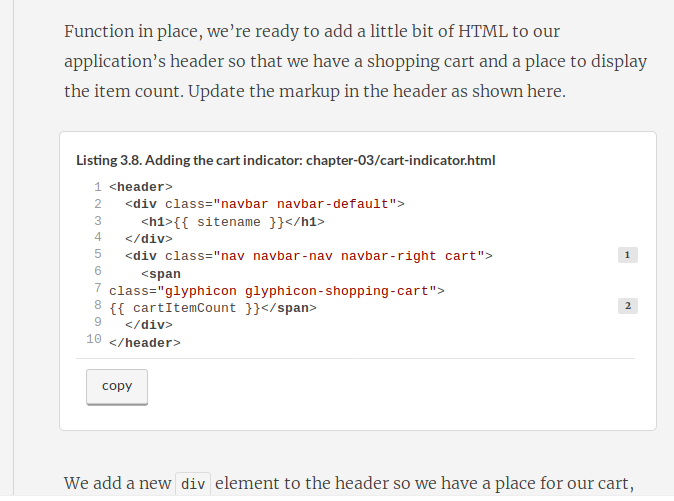 Function in place, we’re ready to add a little bit of HTML to our
application’s header so that we have a shopping cart and a place to display
the item count. Update the markup in the header as shown here.
Listing 3.8. Adding the cart indicator: chapter-03/cart-indicator.html
1 <header>
2   <div class="navbar navbar-default">
3     <h1>{{ sitename }}</h1>
4   </div>
5   <div class="nav navbar-nav navbar-right cart"> 1
6     <span
7 class="glyphicon glyphicon-shopping-cart">
8 {{ cartItemCount }}</span> 2
9   </div>
10 </header>
copy
We add a new div element to the header so we have a place for our cart,